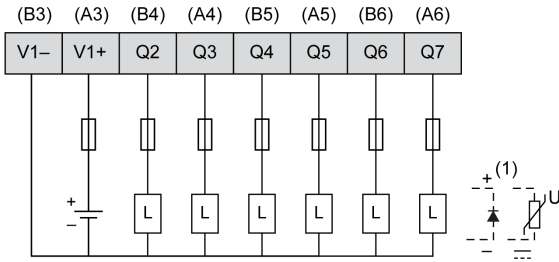 (B3) (A3) (B4) (A4) (B5) (A5) (B6) (A6)
V1– V1+ Q2 Q3 Q4 Q5 Q6 Q7
+ (1)
+ U
– L L L L L L
–